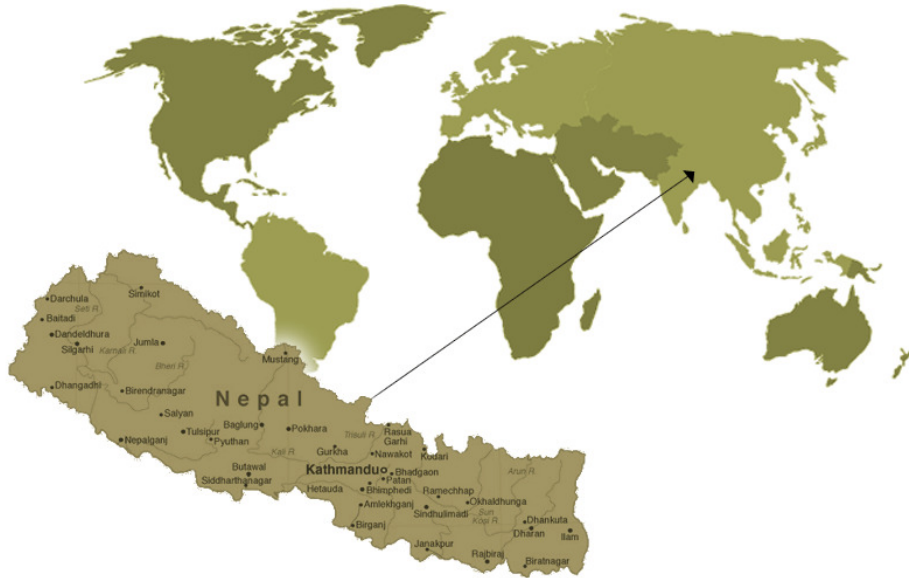 Simikot
Darchula
Seti R.
Baitadi
Dandeldhura
Silgarhi
Karnali R.
Jumla
Mustang
Bheri R.
Dhangadhi
Birendranagar
Nepal
Salyan
Baglung
Pokhara
Tulsipur
Nepalganj
Pyuthan
Trisuli R.
Rasua
Garhi
Gurkha
Nawakot
Kodari
Kali R.
Kathmandu
Bhadgaon
Arun R.
Butawal
Siddharthanagar
Patan
Hetauda
Bhimphedi
Ramechhap
Okhaldhunga
Amlekhganj
Sindhulimadi
Sun
Kosi R.
Dhankuta
Birganj
Dharan
Ilam
Janakpur
Rajbiraj
Biratnagar